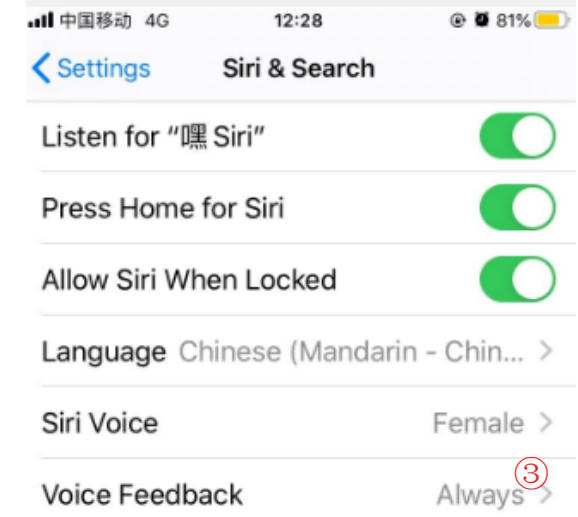 中国移动 4G 12:28 81%
Settings Siri & Search
Listen for “嘿 Siri”
Press Home for Siri
Allow Siri When Locked
Language Chinese (Mandarin - Chin...
Siri Voice Female
③
Voice Feedback Always